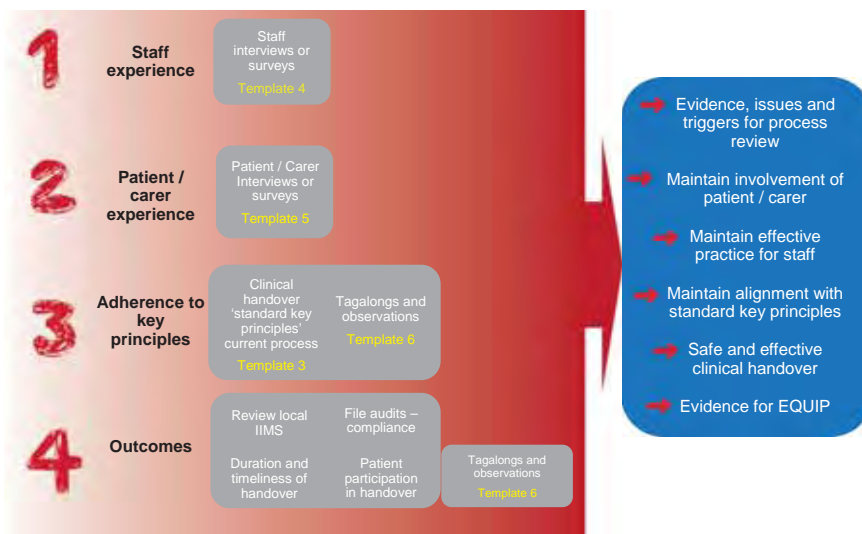 1
Staff
experience
Staff
interviews or
surveys
Template 4
2
Patient /
carer
experience
Patient / Carer
Interviews or
surveys
Template 5
3
Adherence to
key
principles
Clinical
handover
‘standard key
principles’
current process
Template 3
Tagalongs and
observations
Template 6
4
Outcomes
Review local
IIMS
File audits –
compliance
Duration and
timeliness of
handover
Patient
participation
in handover
Tagalongs and
observations
Template 6
Evidence, issues and
triggers for process
review
Maintain involvement of
patient / carer
Maintain effective
practice for staff
Maintain alignment with
standard key principles
Safe and effective
clinical handover
Evidence for EQUIP